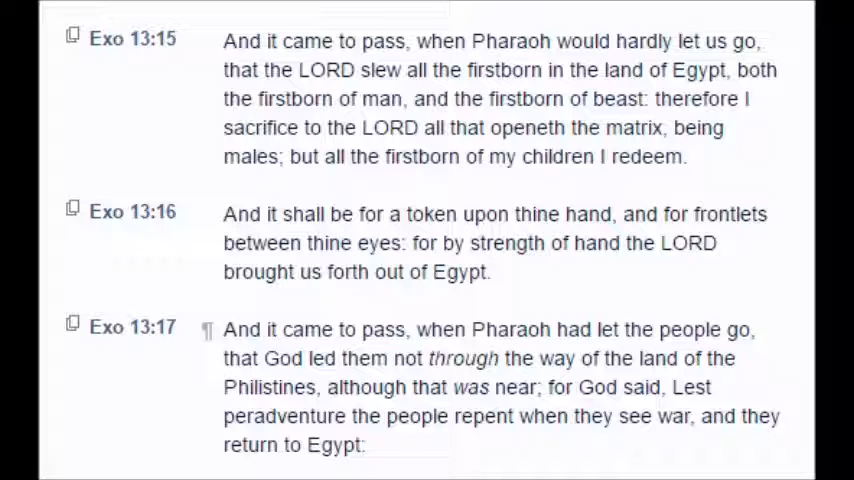 Exo 13:15 And it came to pass, when Pharaoh would hardly let us go,
that the LORD slew all the firstborn in the land of Egypt, both
the firstborn of man, and the firstborn of beast: therefore I
sacrifice to the LORD all that openeth the matrix, being
males; but all the firstborn of my children I redeem.
Exo 13:16 And it shall be for a token upon thine hand, and for frontlets
between thine eyes: for by strength of hand the LORD
brought us forth out of Egypt.
Exo 13:17 ¶ And it came to pass, when Pharaoh had let the people go,
that God led them not through the way of the land of the
Philistines, although that was near; for God said, Lest
peradventure the people repent when they see war, and they
return to Egypt: